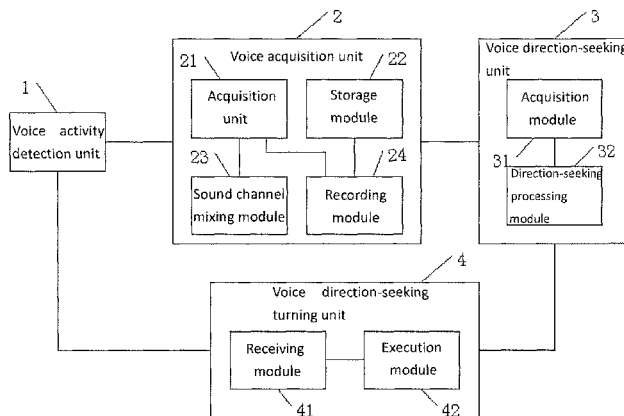 1
Voice activity
detection unit
2
Voice acquisition unit
21
Acquisition
unit
22
Storage
module
23
Sound channel
mixing module
24
Recording
module
3
Voice direction-seeking
unit
Acquisition
module
31
32
Direction-seeking
processing
module
4
Voice direction-seeking
turning unit
Receiving
module
41
Execution
module
42